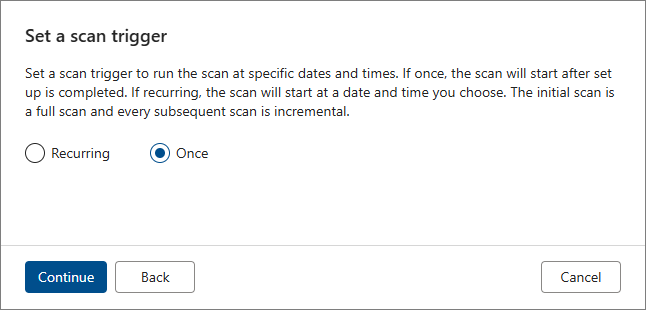 Set a scan trigger
Set a scan trigger to run the scan at specific dates and times. If once, the scan will start after set
up is completed. If recurring, the scan will start at a date and time you choose. The initial scan is
a full scan and every subsequent scan is incremental.
Recurring Once
Continue Back Cancel